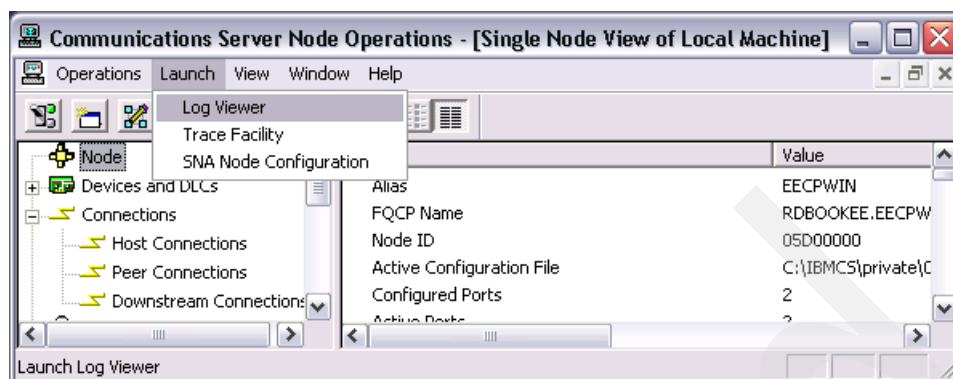 Communications Server Node Operations - [Single Node View of Local Machine]
Operations Launch View Window Help
Log Viewer
Trace Facility
SNA Node Configuration
Node
Devices and DLCs
Connections
Host Connections
Peer Connections
Downstream Connections
Value
Alias EECPWIN
FQCP Name RDBOOKEE.EECPW
Node ID 05D00000
Active Configuration File C:\IBMCS\private\
Configured Ports 2
Active Ports
Launch Log Viewer